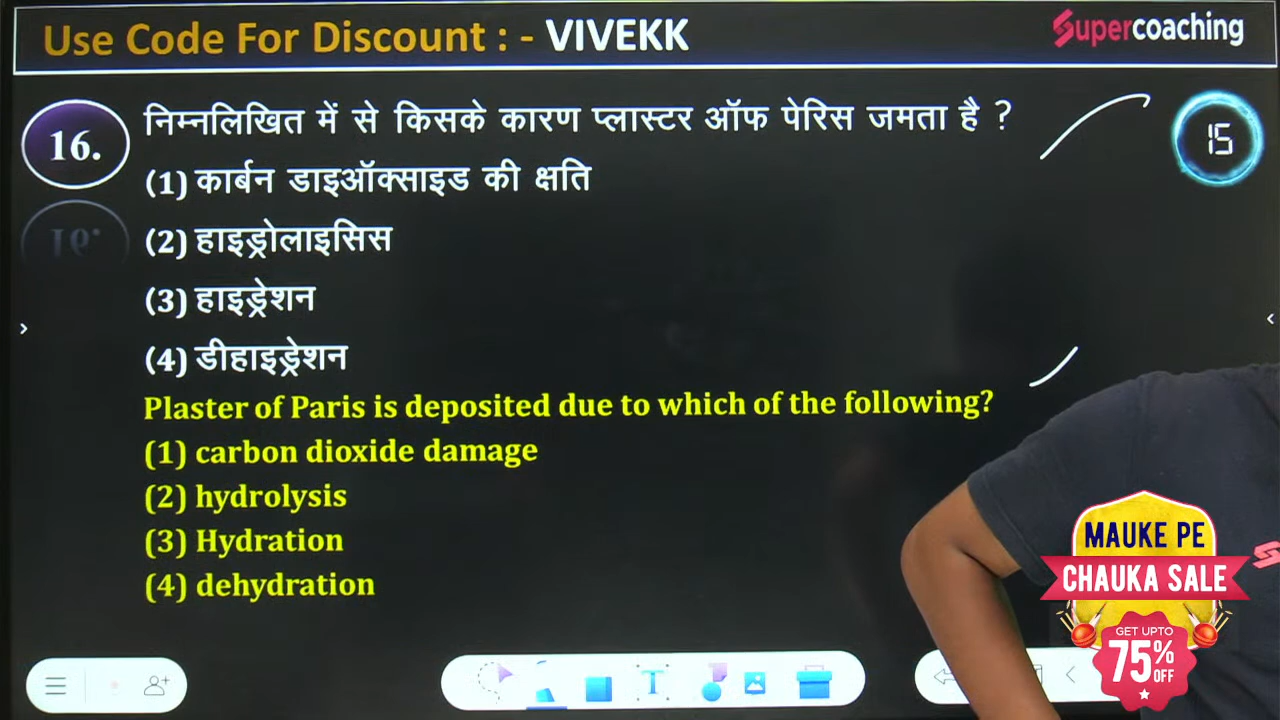 Use Code For Discount : - VIVEKK
Supercoaching
16.
निम्नलिखित में से किसके कारण प्लास्टर ऑफ पेरिस जमता है ?
15
(1) कार्बन डाइऑक्साइड की क्षति
(2) हाइड्रोलाइसिस
(3) हाइड्रेशन
(4) डीहाइड्रेशन
Plaster of Paris is deposited due to which of the following?
(1) carbon dioxide damage
(2) hydrolysis
(3) Hydration
(4) dehydration
MAUKE PE
CHAUKA SALE
GET UPTO
75% OFF
T